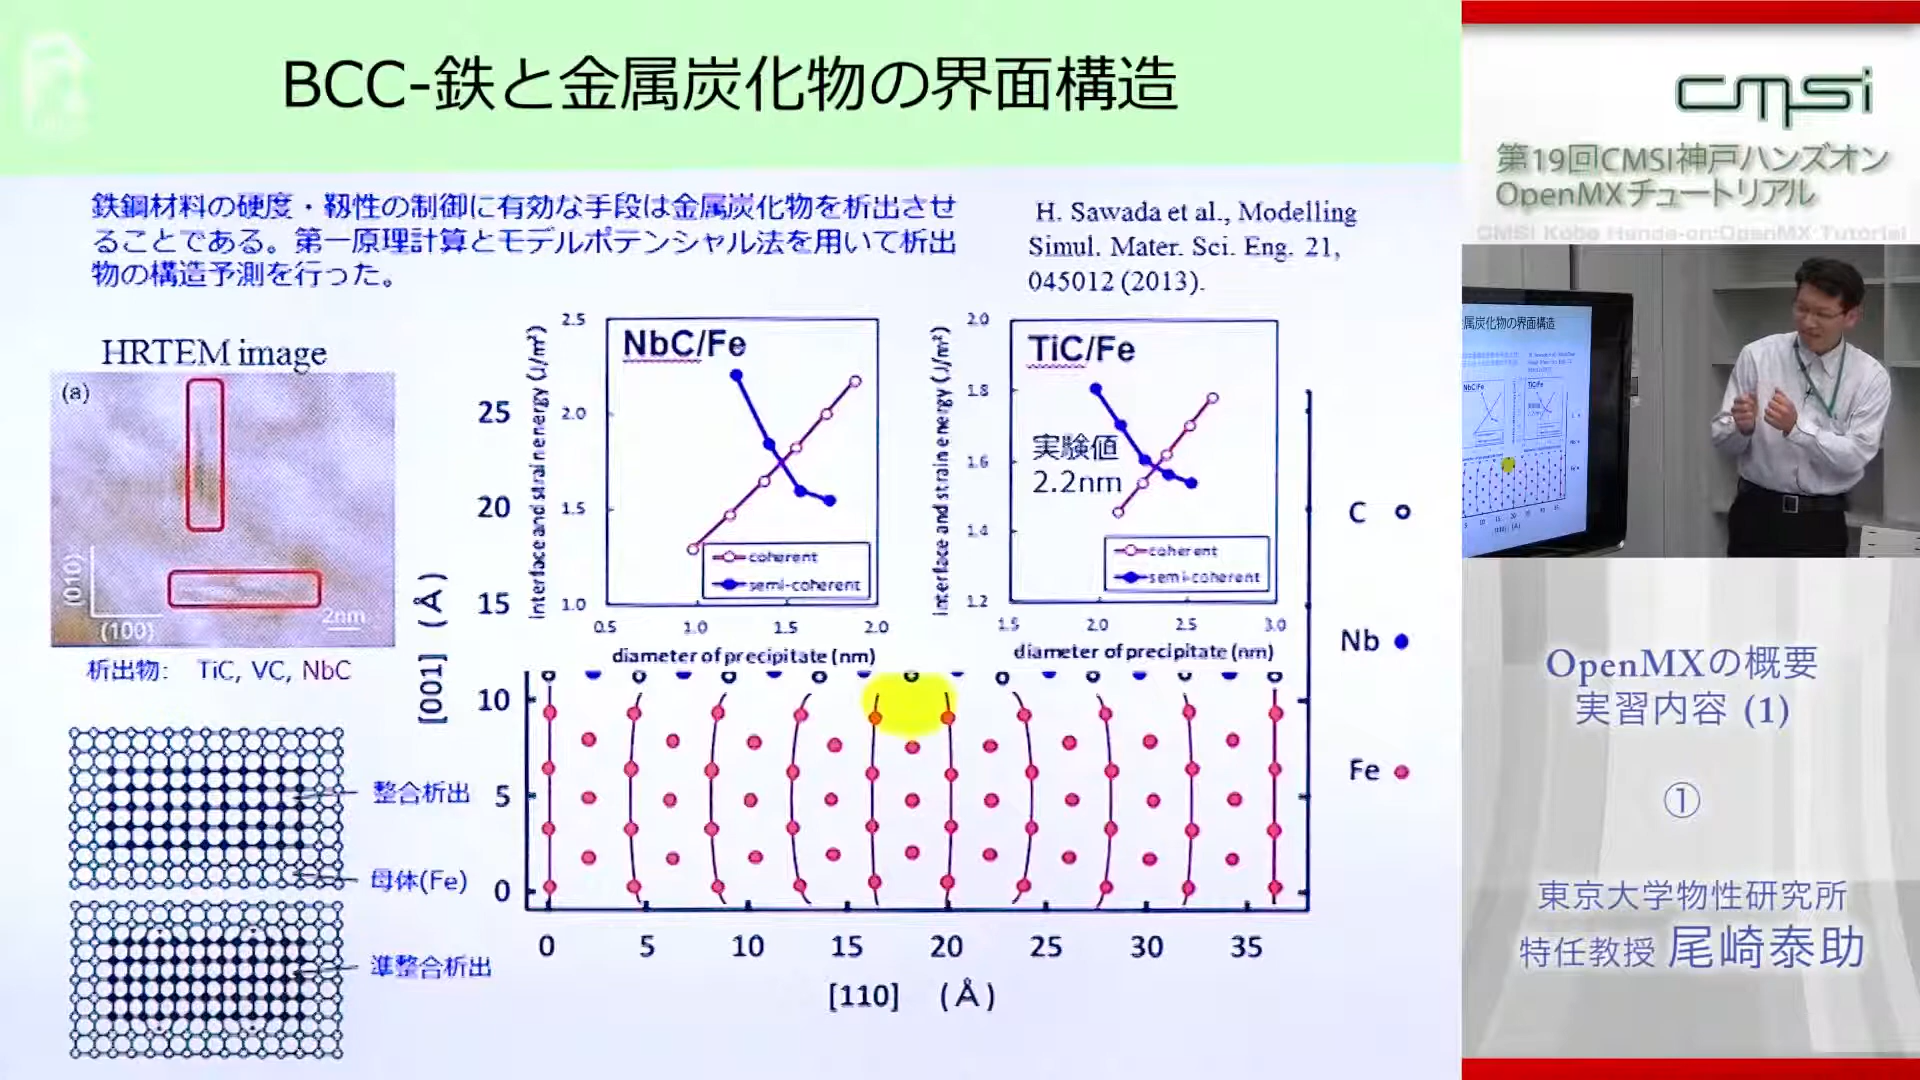 BCC-鉄と金属炭化物の界面構造
鉄鋼材料の硬度・靱性の制御に有効な手段は金属炭化物を析出させ
ることである。第一原理計算とモデルポテンシャル法を用いて析出
物の構造予測を行った。
H. Sawada et al., Modelling
Simul. Mater. Sci. Eng. 21,
045012 (2013).
HRTEM image
(a)
(010)
(100)
2nm
析出物: TiC, VC, NbC
整合析出
母体(Fe)
準整合析出
NbC/Fe
Interface and strain energy (J/m²)
2.5
2.0
1.5
1.0
coherent
semi-coherent
0.5 1.0 1.5 2.0
diameter of precipitate (nm)
TiC/Fe
実験値
2.2nm
Interface and strain energy (J/m²)
2.0
1.8
1.6
1.4
1.2
coherent
semi-coherent
1.5 2.0 2.5 3.0
diameter of precipitate (nm)
[001] (Å)
25
20
15
10
5
0
0 5 10 15 20 25 30 35
[110] (Å)
C
Nb
Fe
cmsi
第19回CMSI神戸ハンズオン
OpenMXチュートリアル
CMSI Kobe Hands-on:OpenMX Tutorial
属炭化物の界面構造
NbC/Fe
TiC/Fe
OpenMXの概要
実習内容 (1)
①
東京大学物性研究所
特任教授 尾崎泰助